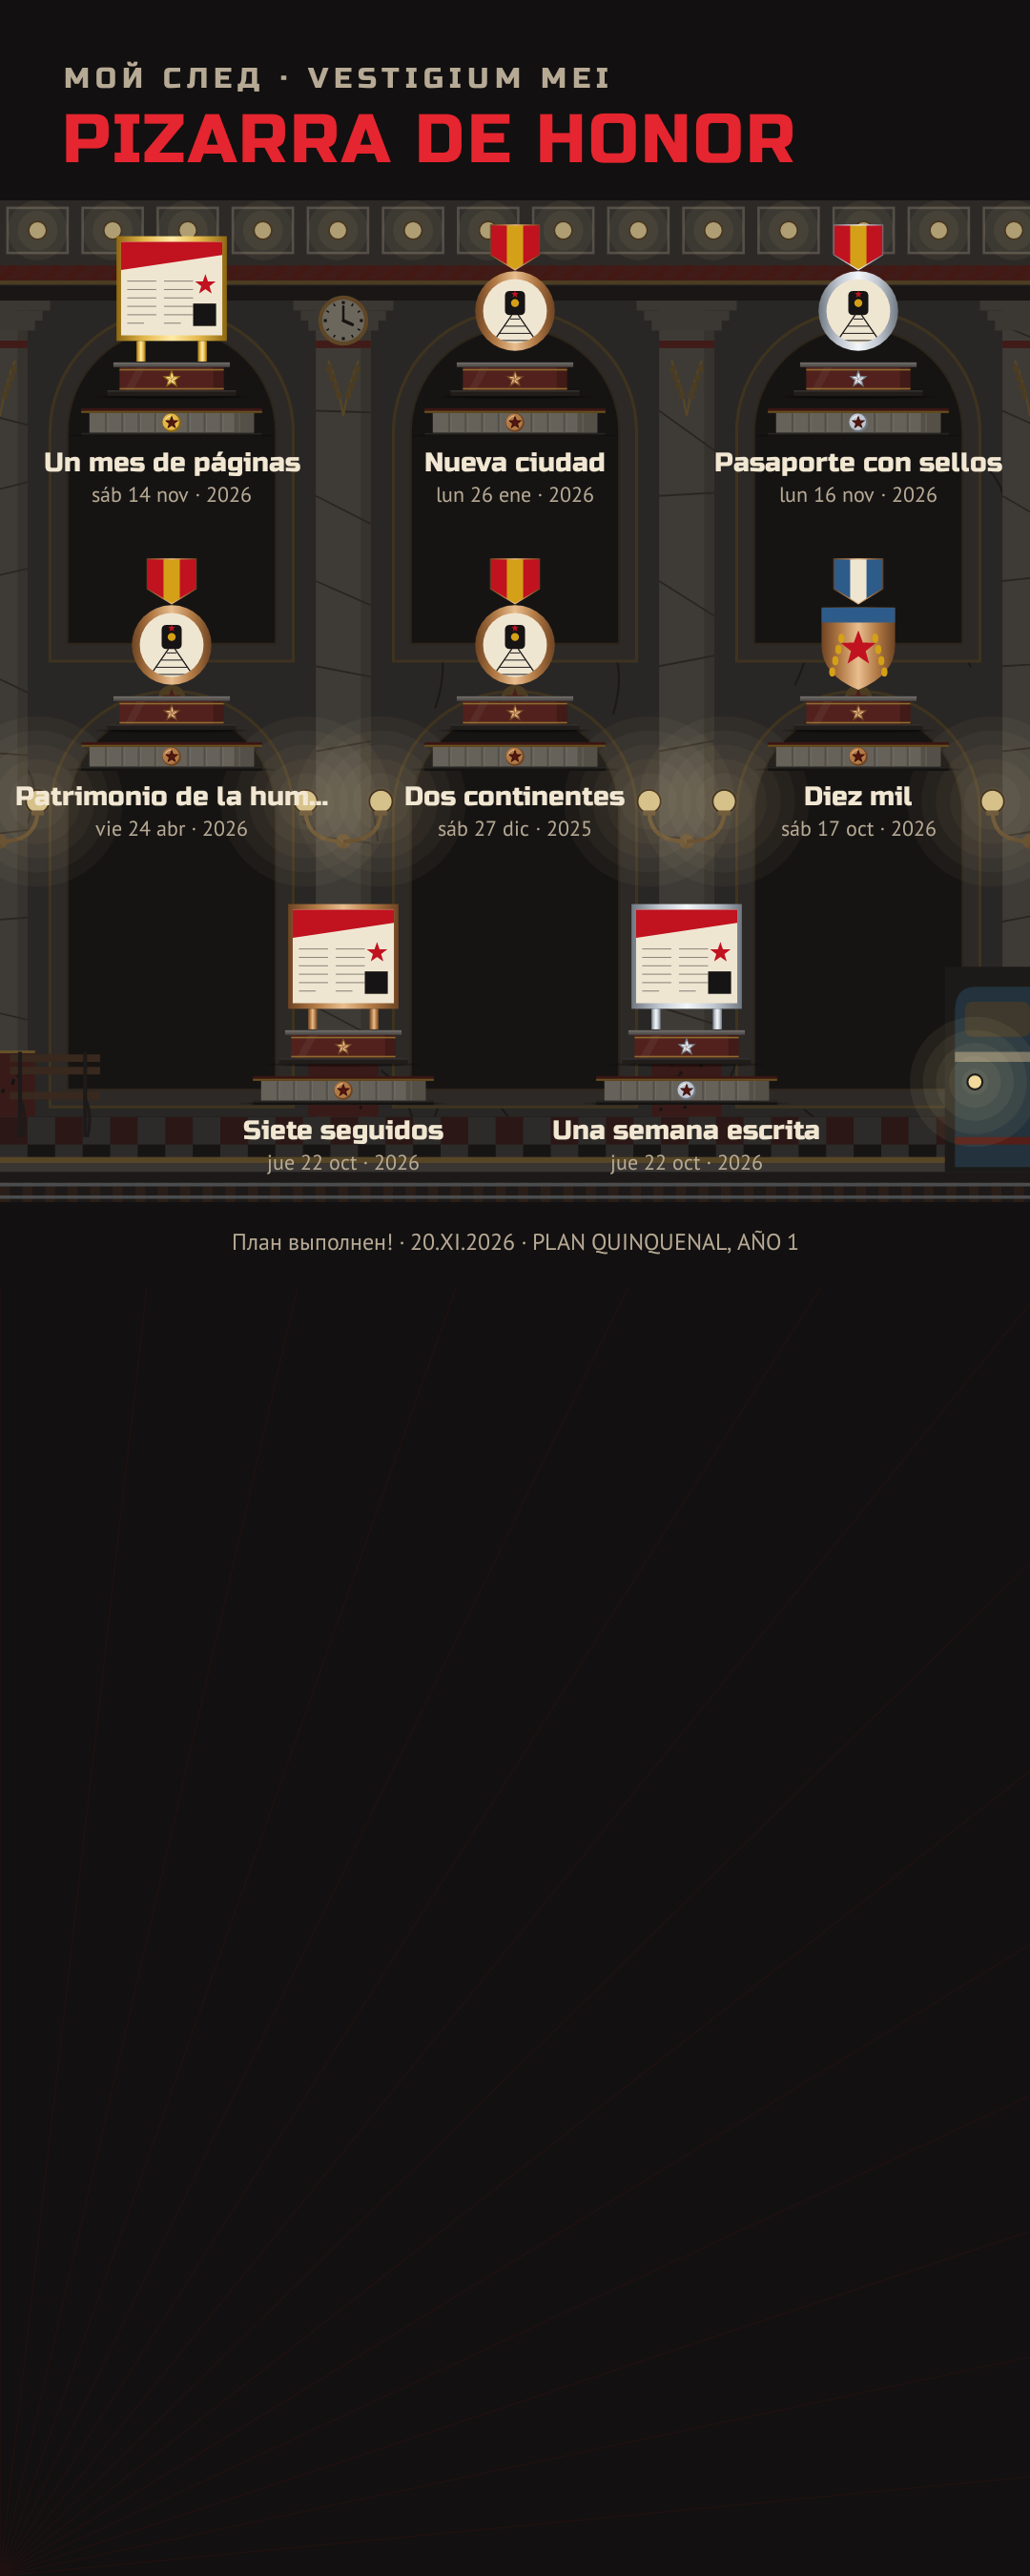 МОЙ СЛЕД · VESTIGIUM MEI
PIZARRA DE HONOR
Un mes de páginas
sáb 14 nov · 2026
Nueva ciudad
lun 26 ene · 2026
Pasaporte con sellos
lun 16 nov · 2026
Patrimonio de la hum...
vie 24 abr · 2026
Dos continentes
sáb 27 dic · 2025
Diez mil
sáb 17 oct · 2026
Siete seguidos
jue 22 oct · 2026
Una semana escrita
jue 22 oct · 2026
План выполнен! · 20.XI.2026 · PLAN QUINQUENAL, AÑO 1